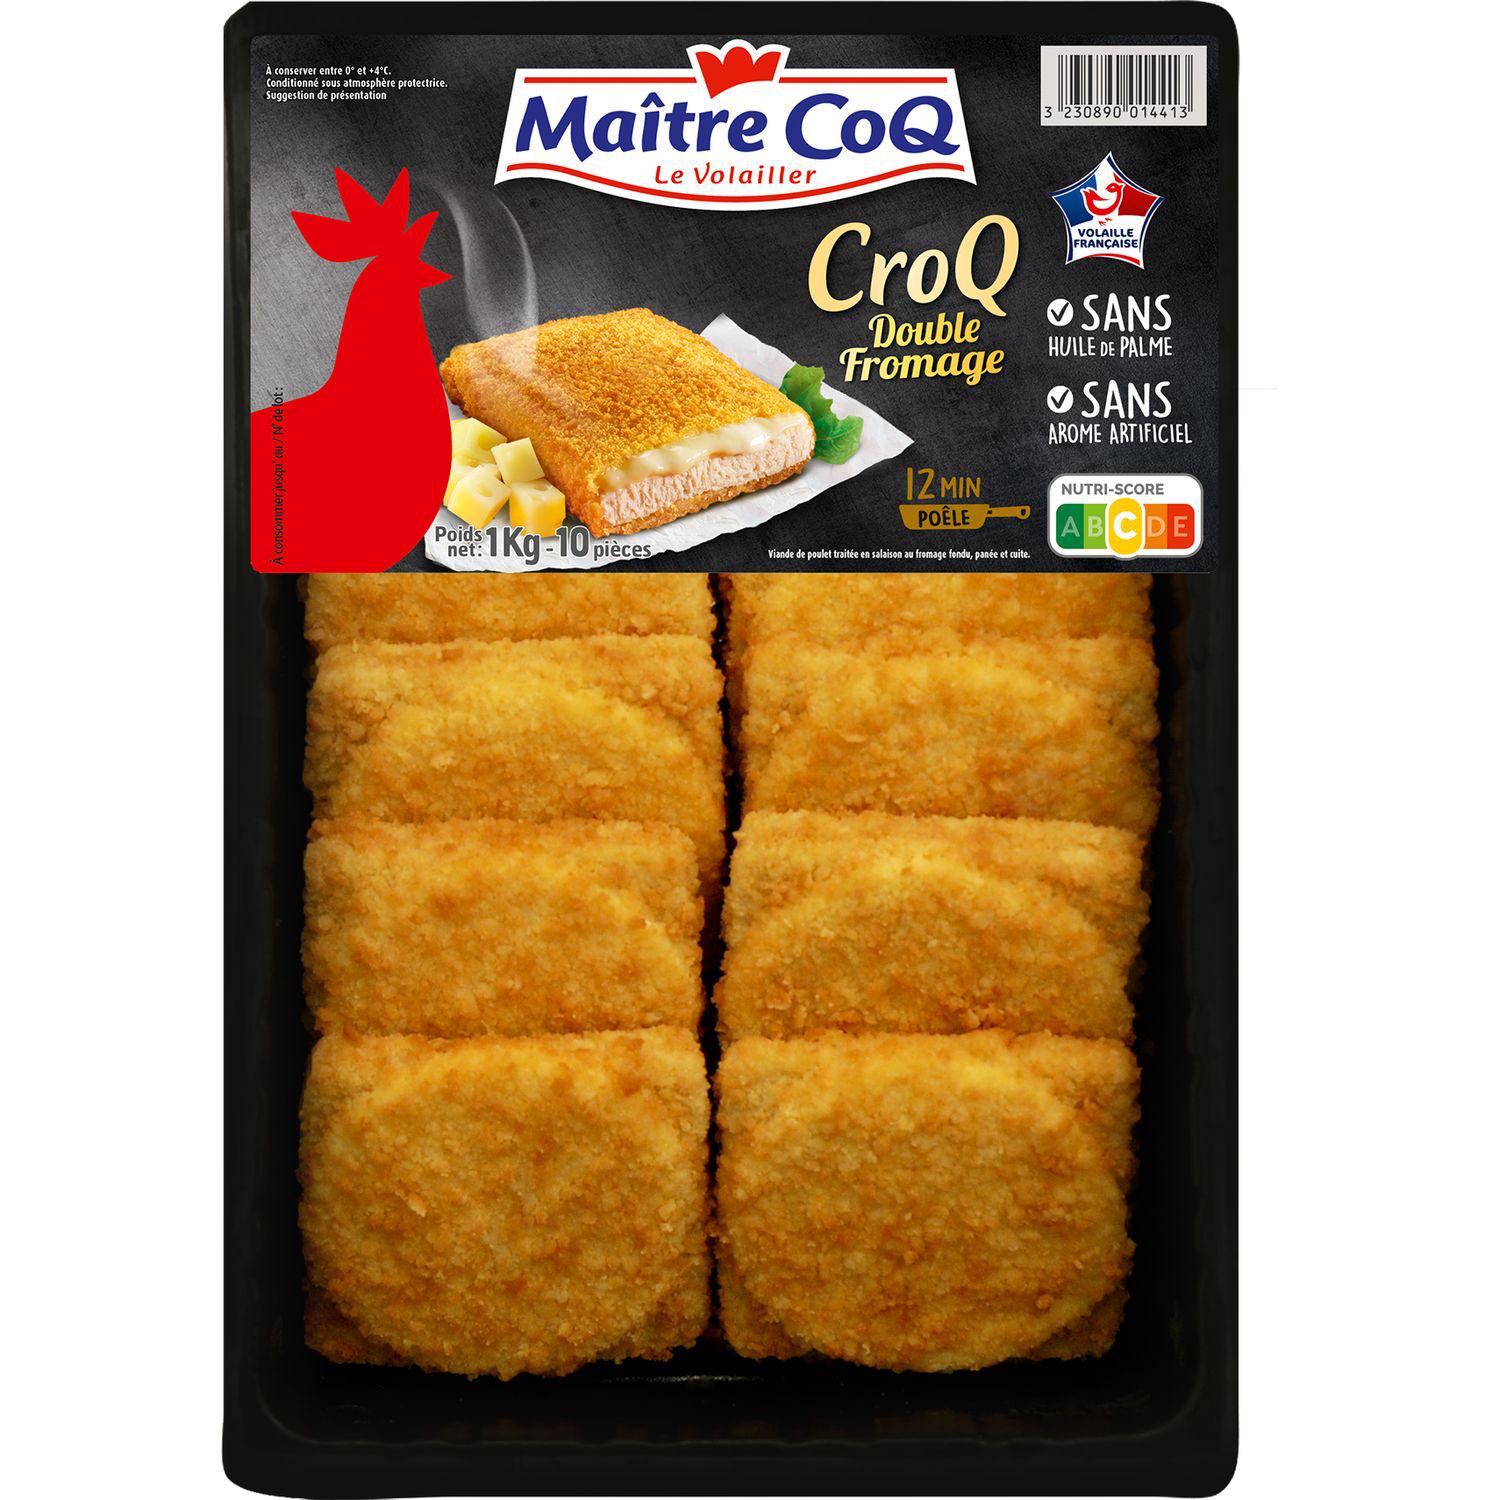 À conserver entre 0° et +4°C.
Conditionné sous atmosphère protectrice.
Suggestion de présentation
Maître CoQ
Le Volailler
3 230890 014413
VOLAILLE
FRANÇAISE
CroQ
Double
Fromage
SANS
HUILE DE PALME
SANS
AROME ARTIFICIEL
À consommer jusqu' au / N° de lot :
12 MIN
POÊLE
NUTRI-SCORE
A B C D E
Poids net: 1Kg - 10 pièces
Viande de poulet traitée en salaison au fromage fondu, panée et cuite.